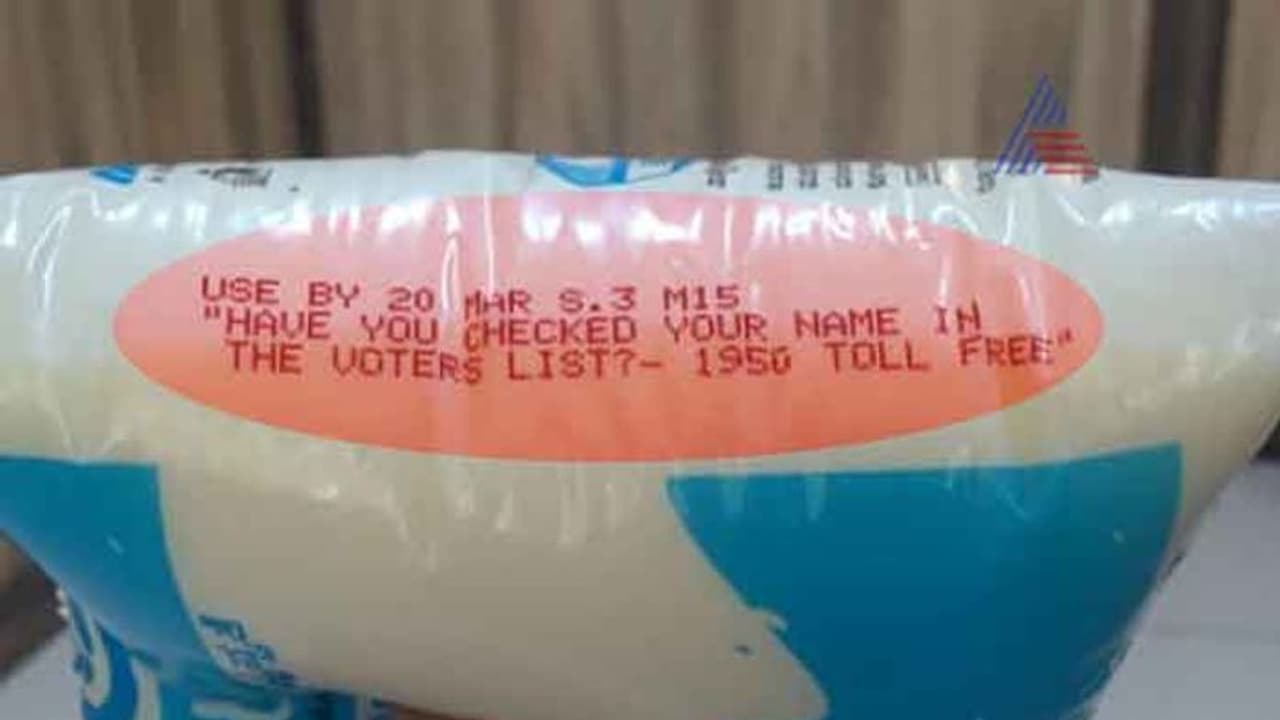 USE BY 20 MAR S.3 M15
"HAVE YOU CHECKED YOUR NAME IN
THE VOTERS LIST?- 1950 TOLL FREE"